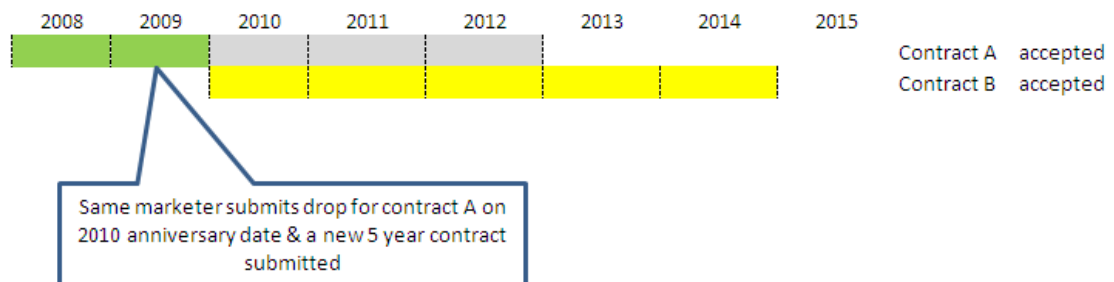 2008 2009 2010 2011 2012 2013 2014 2015
Contract A accepted
Contract B accepted
Same marketer submits drop for contract A on
2010 anniversary date & a new 5 year contract
submitted